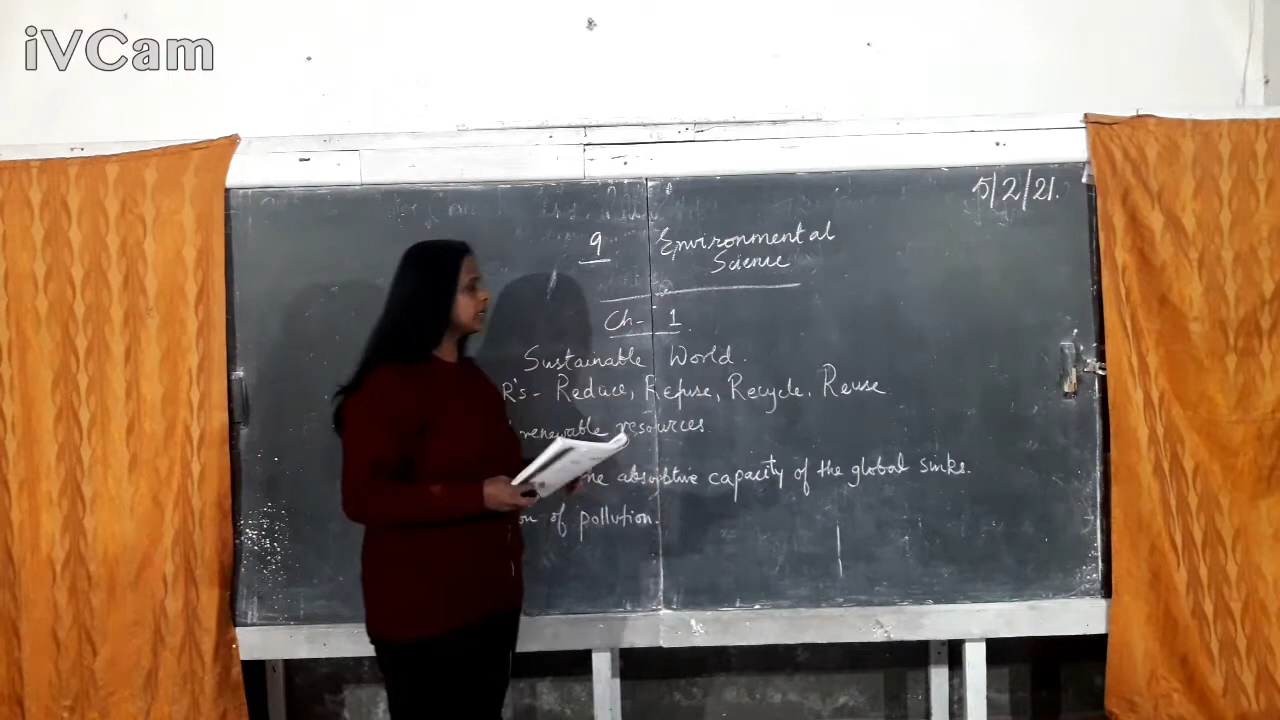 iVCam
5/2/21.
9 Environmental
Science
Ch- 1.
Sustainable World.
R's - Reduce, Refuse, Recycle, Reuse
renewable resources
absorptive capacity of the global sinks.
of pollution.